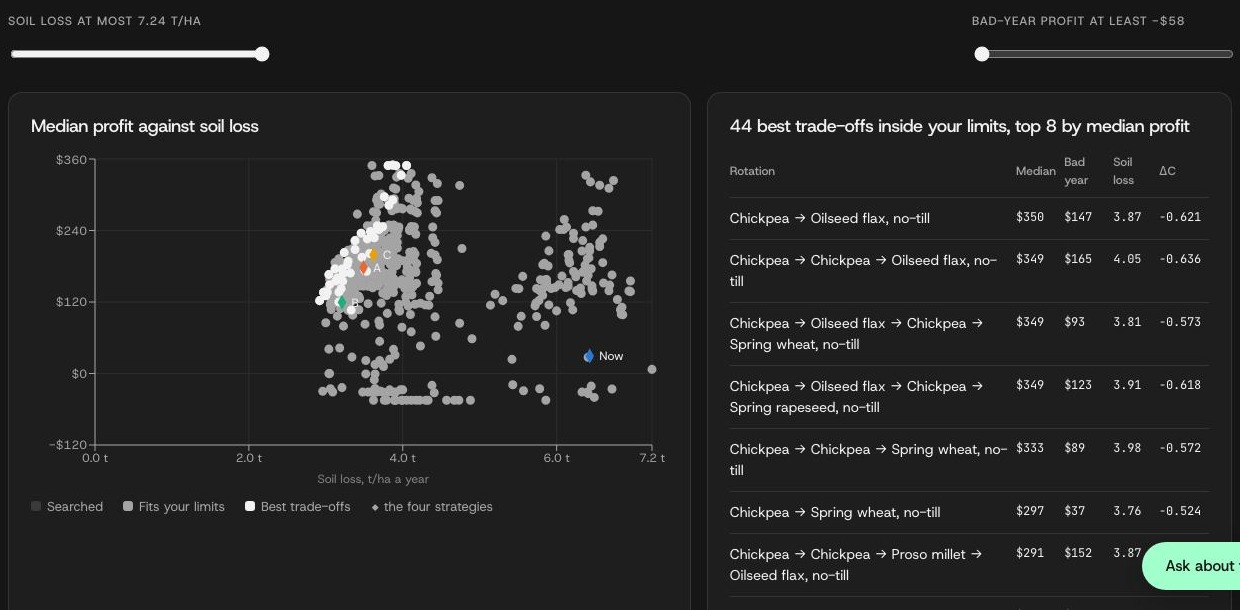 SOIL LOSS AT MOST 7.24 T/HA
BAD-YEAR PROFIT AT LEAST -$58
Median profit against soil loss
$360
$240
$120
$0
-$120
0.0 t
2.0 t
4.0 t
6.0 t
7.2 t
C
A
B
Now
Soil loss, t/ha a year
Searched
Fits your limits
Best trade-offs
the four strategies
44 best trade-offs inside your limits, top 8 by median profit
Rotation Median Bad year Soil loss ΔC
Chickpea → Oilseed flax, no-till $350 $147 3.87 -0.621
Chickpea → Chickpea → Oilseed flax, no- $349 $165 4.05 -0.636
till
Chickpea → Oilseed flax → Chickpea → $349 $93 3.81 -0.573
Spring wheat, no-till
Chickpea → Oilseed flax → Chickpea → $349 $123 3.91 -0.618
Spring rapeseed, no-till
Chickpea → Chickpea → Spring wheat, no- $333 $89 3.98 -0.572
till
Chickpea → Spring wheat, no-till $297 $37 3.76 -0.524
Chickpea → Chickpea → Proso millet → $291 $152 3.87
Oilseed flax, no-till
Ask about